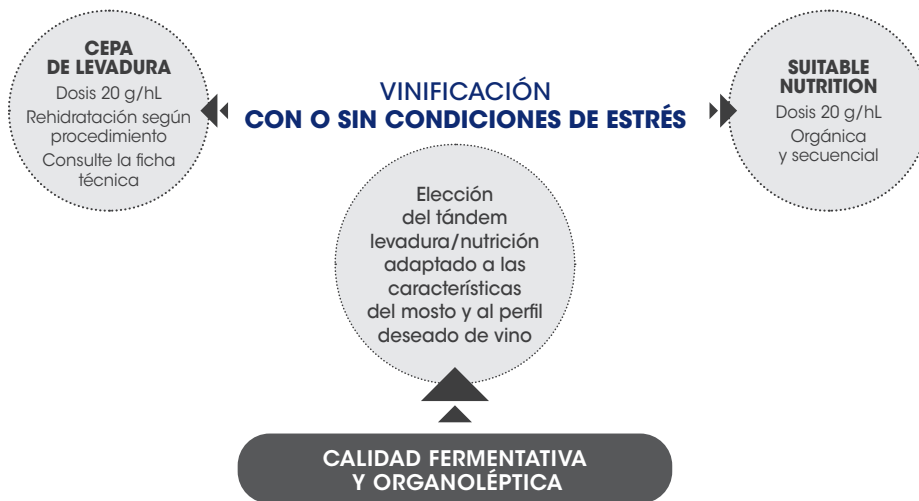 CEPA
DE LEVADURA
Dosis 20 g/hL
Rehidratación según
procedimiento
Consulte la ficha
técnica
VINIFICACIÓN
CON O SIN CONDICIONES DE ESTRÉS
SUITABLE
NUTRITION
Dosis 20 g/hL
Orgánica
y secuencial
Elección
del tándem
levadura/nutrición
adaptado a las
características
del mosto y al perfil
deseado de vino
CALIDAD FERMENTATIVA
Y ORGANOLÉPTICA